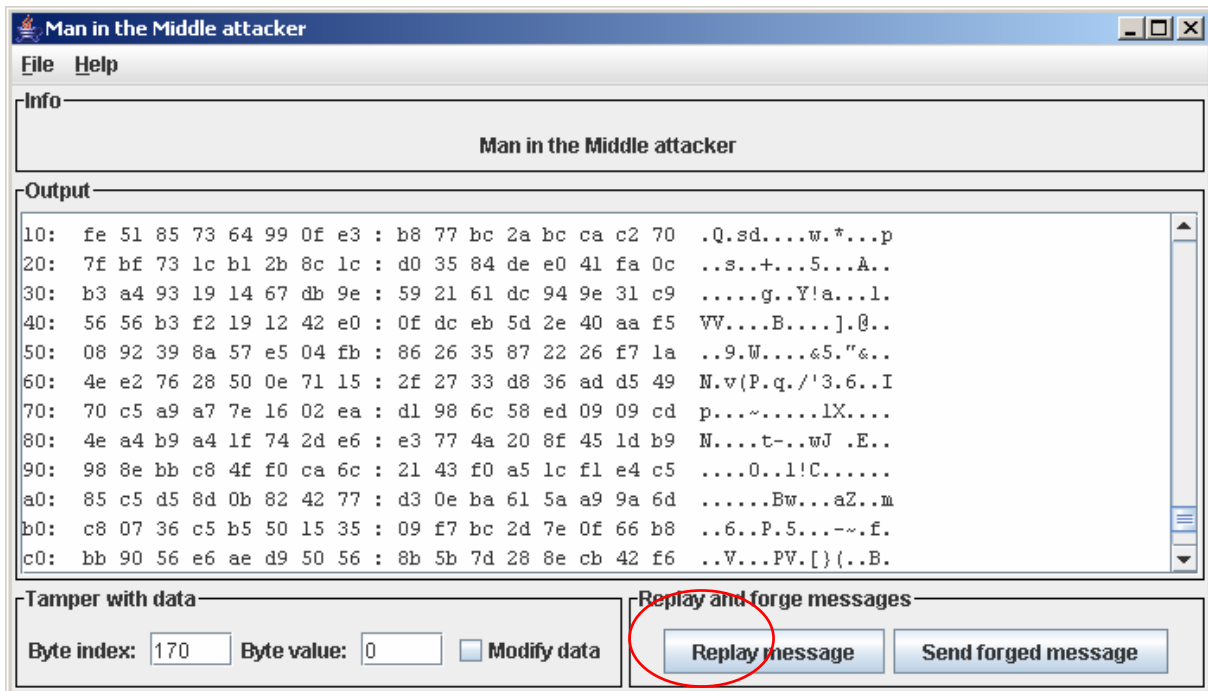 Man in the Middle attacker
File Help
Info
Man in the Middle attacker
Output
10: fe 51 85 73 64 99 0f e3 : b8 77 bc 2a bc ca c2 70 .Q.sd....w.*...p
20: 7f bf 73 1c b1 2b 8c 1c : d0 35 84 de e0 41 fa 0c ..s..+...5...A..
30: b3 a4 93 19 14 67 db 9e : 59 21 61 dc 94 9e 31 c9 .....g..Y!a...1.
40: 56 56 b3 f2 19 12 42 e0 : 0f dc eb 5d 2e 40 aa f5 VV....B....].@..
50: 08 92 39 8a 57 e5 04 fb : 86 26 35 87 22 26 f7 1a ..9.W....&5."&..
60: 4e e2 76 28 50 0e 71 15 : 2f 27 33 d8 36 ad d5 49 N.v(P.q./'3.6..I
70: 70 c5 a9 a7 7e 16 02 ea : d1 98 6c 58 ed 09 09 cd p...~.....lX....
80: 4e a4 b9 a4 1f 74 2d e6 : e3 77 4a 20 8f 45 1d b9 N....t-..wJ .E..
90: 98 8e bb c8 4f f0 ca 6c : 21 43 f0 a5 1c f1 e4 c5 ....O..l!C......
a0: 85 c5 d5 8d 0b 82 42 77 : d3 0e ba 61 5a a9 9a 6d ......Bw...aZ..m
b0: c8 07 36 c5 b5 50 15 35 : 09 f7 bc 2d 7e 0f 66 b8 ..6..P.5...-~.f.
c0: bb 90 56 e6 ae d9 50 56 : 8b 5b 7d 28 8e cb 42 f6 ..V...PV.[}(..B.
Tamper with data
Byte index: 170 Byte value: 0 Modify data
Replay and forge messages
Replay message Send forged message